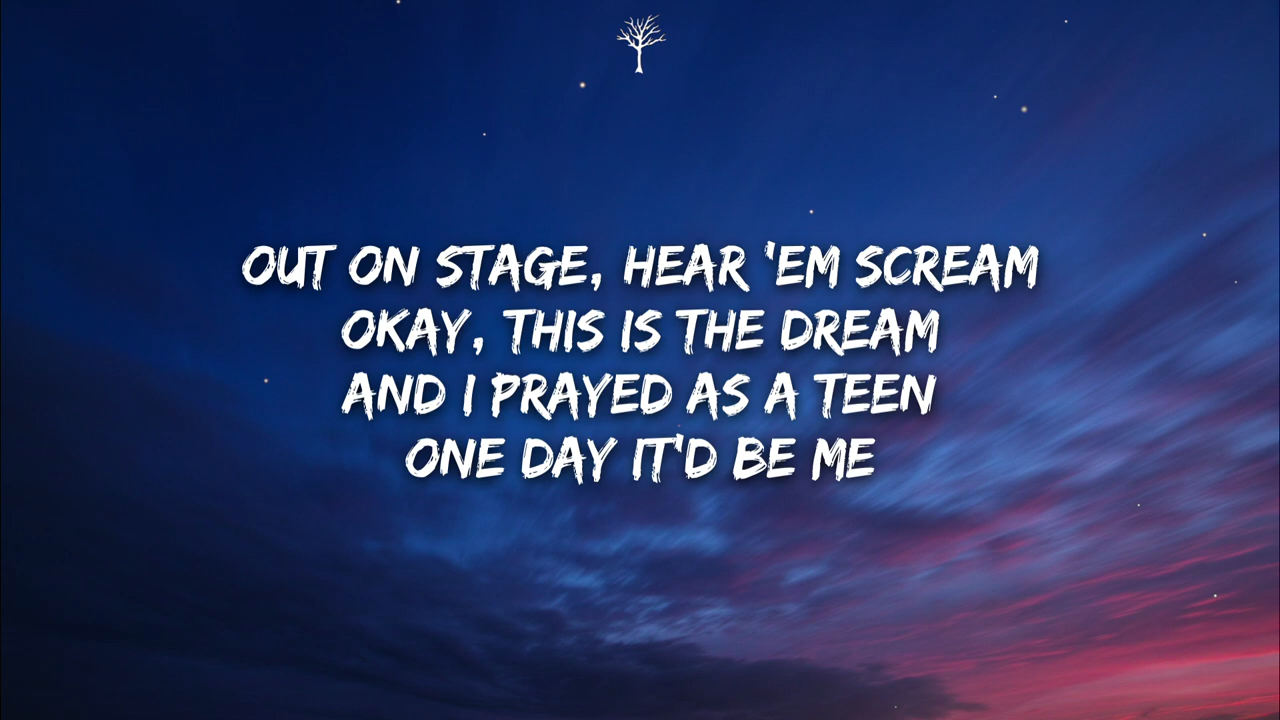 OUT ON STAGE, HEAR 'EM SCREAM
OKAY, THIS IS THE DREAM
AND I PRAYED AS A TEEN
ONE DAY IT'D BE ME